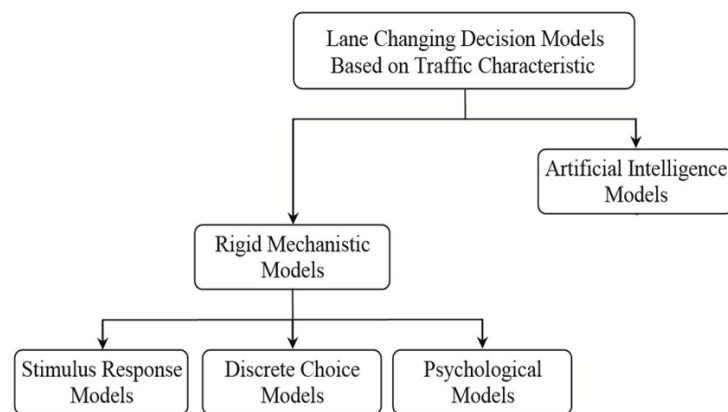 Lane Changing Decision Models
Based on Traffic Characteristic
Artificial Intelligence
Models
Rigid Mechanistic
Models
Stimulus Response
Models
Discrete Choice
Models
Psychological
Models